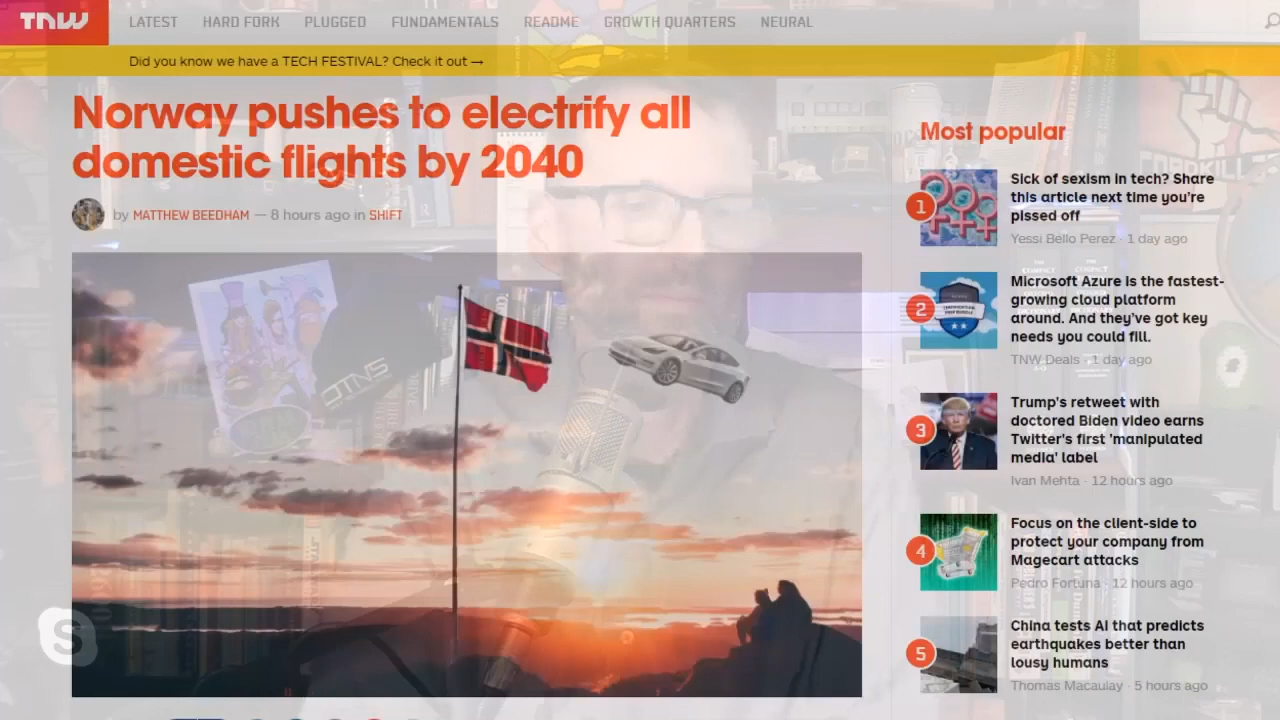 TNW
LATEST HARD FORK PLUGGED FUNDAMENTALS README GROWTH QUARTERS NEURAL
Did you know we have a TECH FESTIVAL? Check it out →
Norway pushes to electrify all
domestic flights by 2040
by MATTHEW BEEDHAM — 8 hours ago in SHIFT
Most popular
1
Sick of sexism in tech? Share
this article next time you're
pissed off
Yessi Bello Perez · 1 day ago
2
Microsoft Azure is the fastest-
growing cloud platform
around. And they've got key
needs you could fill.
TNW Deals · 1 day ago
3
Trump's retweet with
doctored Biden video earns
Twitter's first 'manipulated
media' label
Ivan Mehta · 12 hours ago
4
Focus on the client-side to
protect your company from
Magecart attacks
Pedro Fortuna · 12 hours ago
5
China tests AI that predicts
earthquakes better than
lousy humans
Thomas Macaulay · 5 hours ago
S